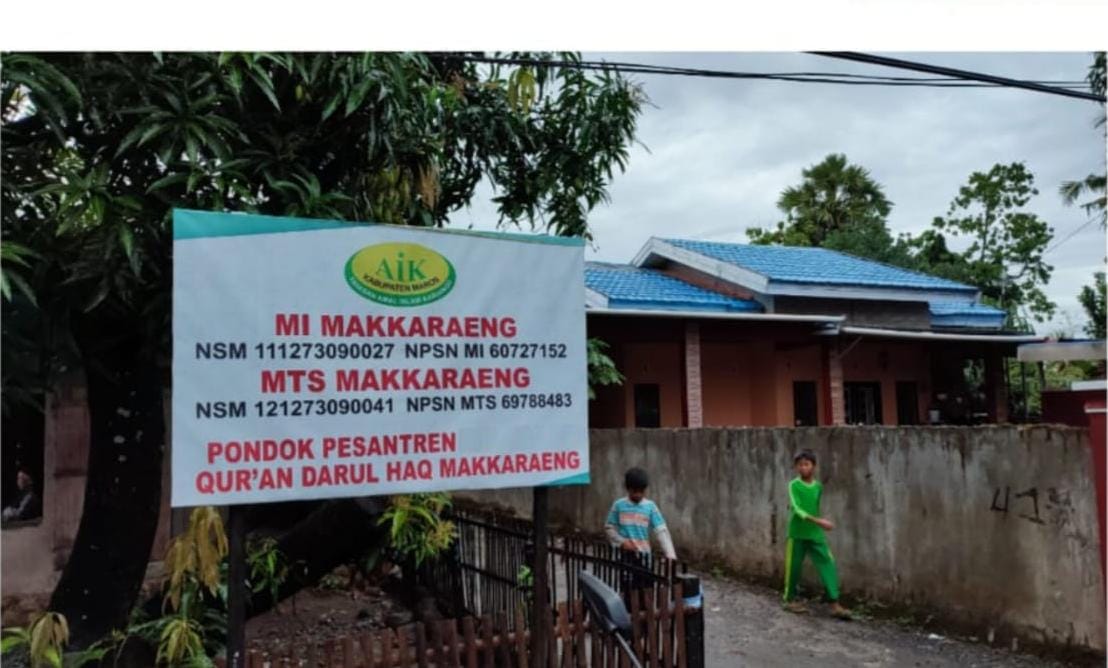 AiK
KABUPATEN MAROS
MI MAKKARAENG
NSM 111273090027 NPSN MI 60727152
MTS MAKKARAENG
NSM 121273090041 NPSN MTS 69788483
PONDOK PESANTREN
QUR'AN DARUL HAQ MAKKARAENG